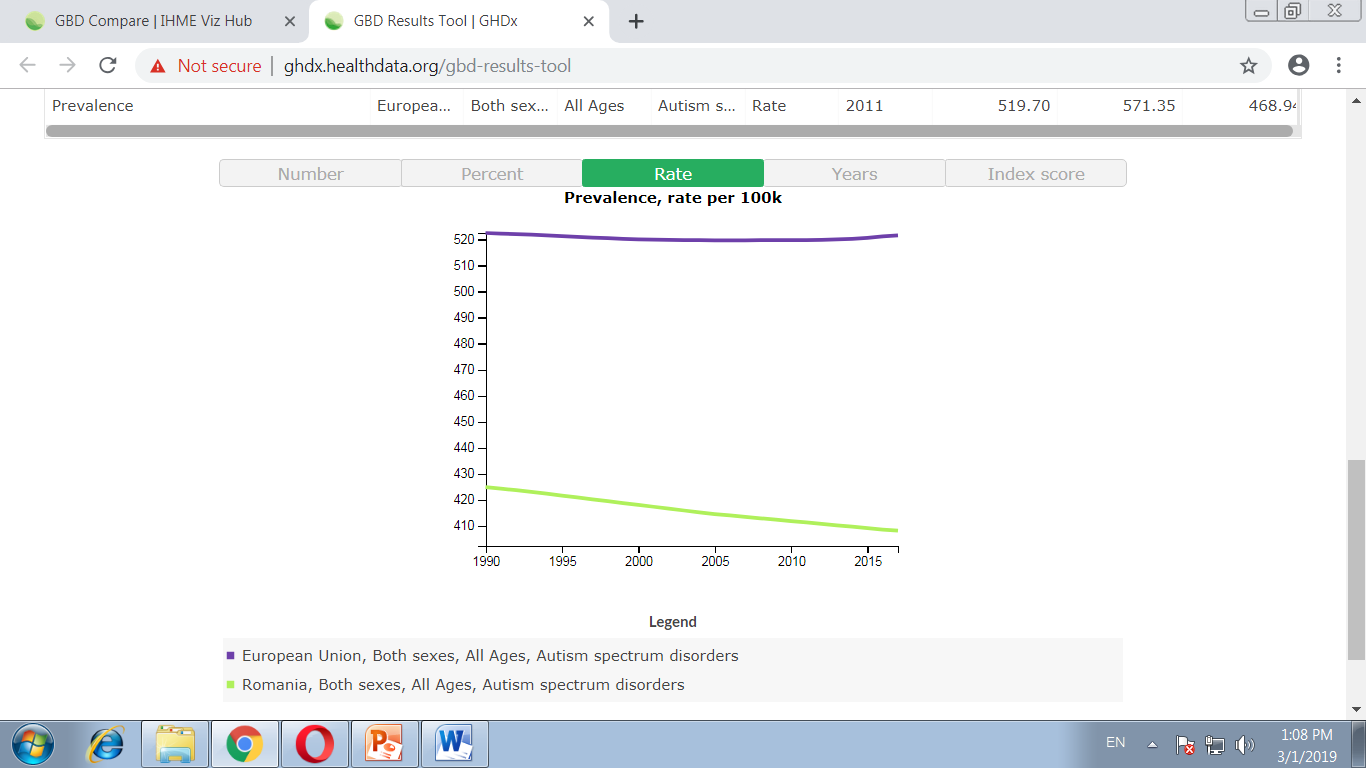 GBD Compare | IHME Viz Hub
GBD Results Tool | GHDx
Not secure | ghdx.healthdata.org/gbd-results-tool
Prevalence Europea... Both sex... All Ages Autism s... Rate 2011 519.70 571.35 468.94
Number Percent Rate Years Index score
Prevalence, rate per 100k
520
510
500
490
480
470
460
450
440
430
420
410
1990 1995 2000 2005 2010 2015
Legend
European Union, Both sexes, All Ages, Autism spectrum disorders
Romania, Both sexes, All Ages, Autism spectrum disorders
EN
1:08 PM
3/1/2019